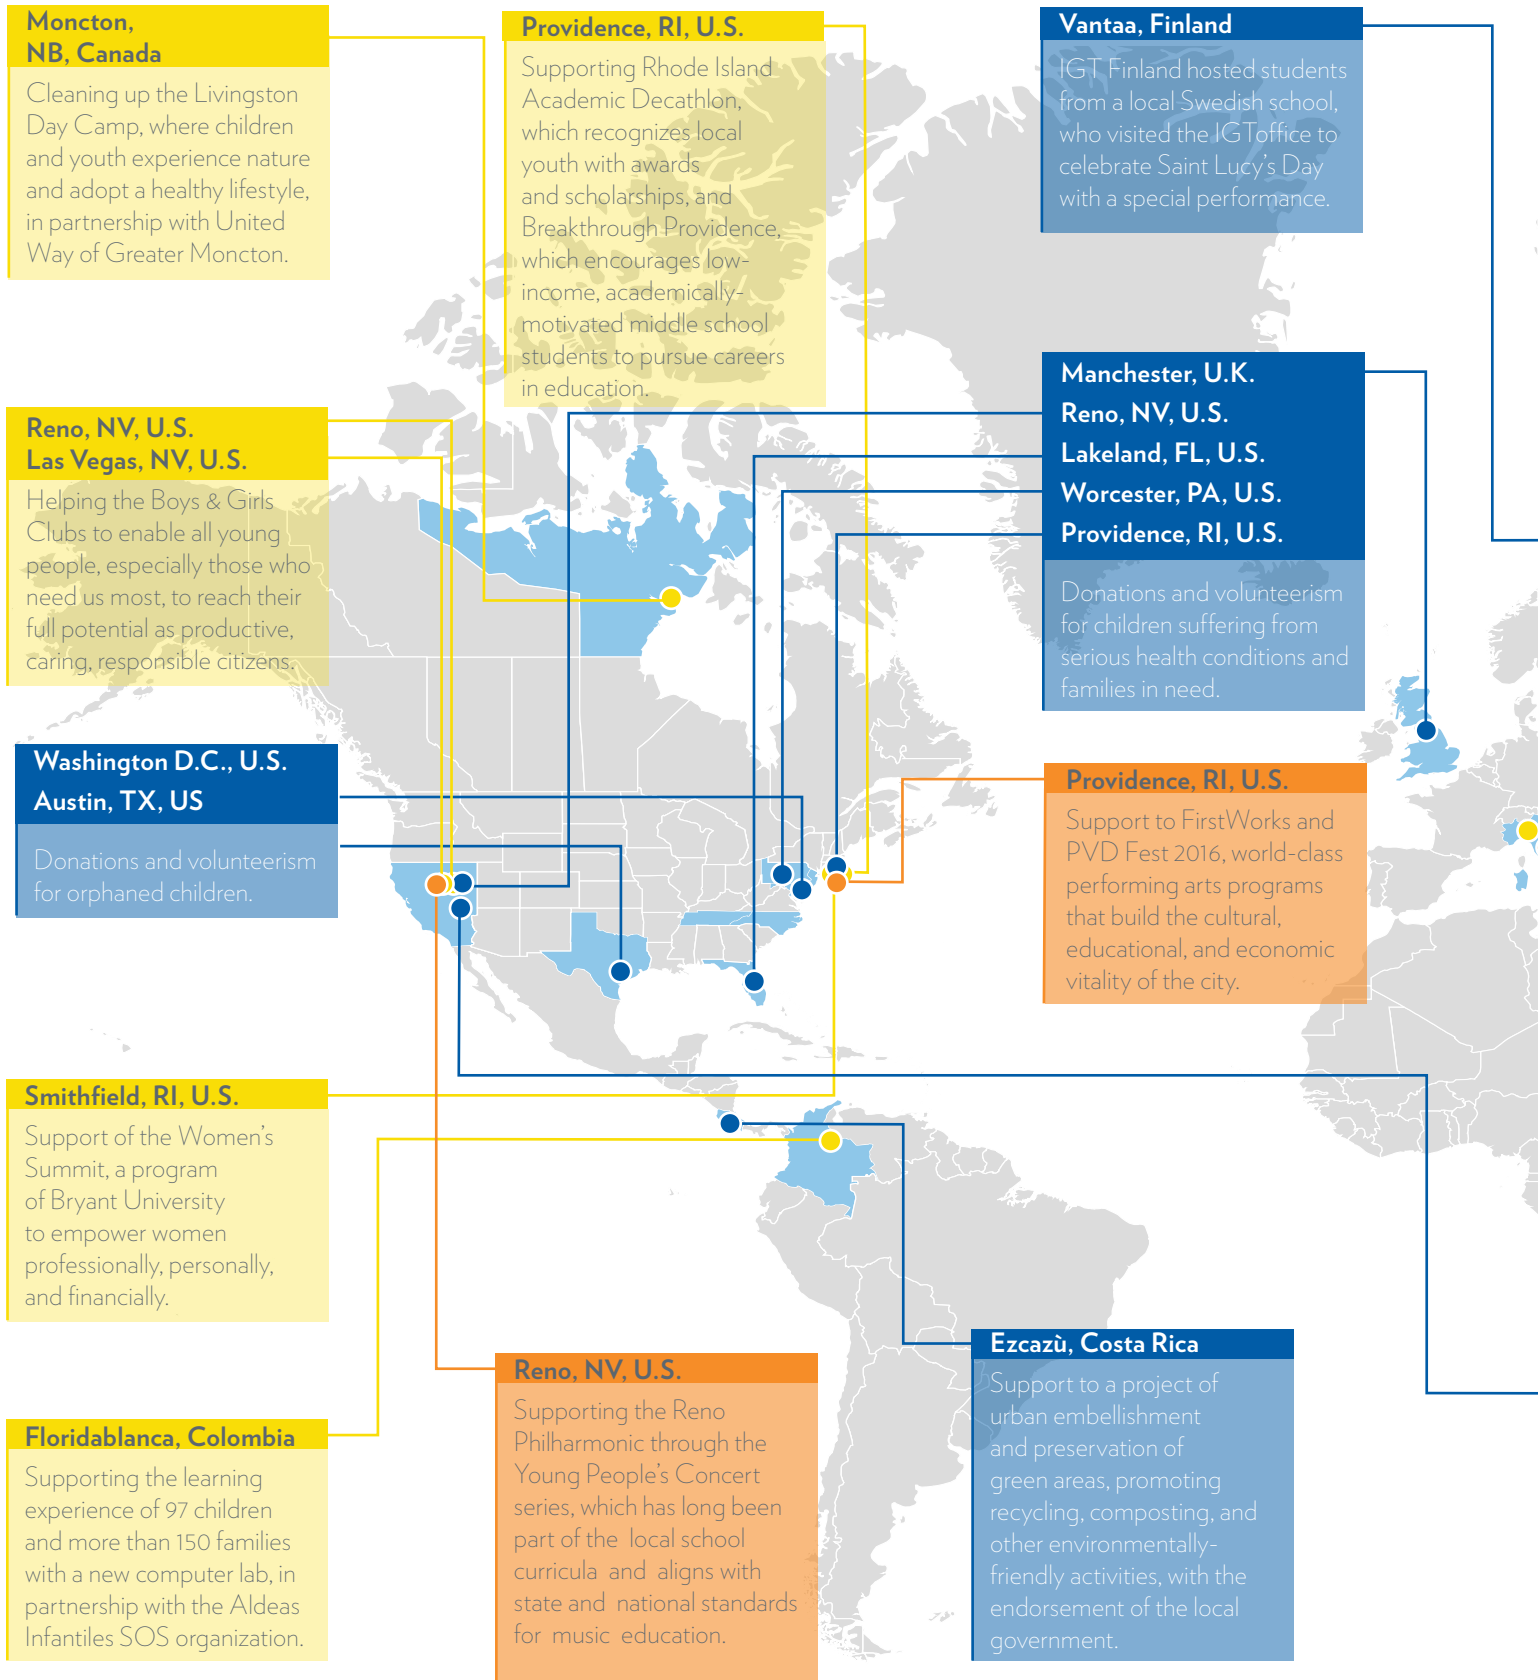 Moncton,
NB, Canada
Cleaning up the Livingston
Day Camp, where children
and youth experience nature
and adopt a healthy lifestyle,
in partnership with United
Way of Greater Moncton.
Providence, RI, U.S.
Supporting Rhode Island
Academic Decathlon,
which recognizes local
youth with awards
and scholarships, and
Breakthrough Providence,
which encourages low-
income, academically-
motivated middle school
students to pursue careers
in education.
Vantaa, Finland
IGT Finland hosted students
from a local Swedish school,
who visited the IGToffice to
celebrate Saint Lucy's Day
with a special performance.
Reno, NV, U.S.
Las Vegas, NV, U.S.
Helping the Boys & Girls
Clubs to enable all young
people, especially those who
need us most, to reach their
full potential as productive,
caring, responsible citizens.
Manchester, U.K.
Reno, NV, U.S.
Lakeland, FL, U.S.
Worcester, PA, U.S.
Providence, RI, U.S.
Donations and volunteerism
for children suffering from
serious health conditions and
families in need.
Washington D.C., U.S.
Austin, TX, US
Donations and volunteerism
for orphaned children.
Providence, RI, U.S.
Support to FirstWorks and
PVD Fest 2016, world-class
performing arts programs
that build the cultural,
educational, and economic
vitality of the city.
Smithfield, RI, U.S.
Support of the Women's
Summit, a program
of Bryant University
to empower women
professionally, personally,
and financially.
Floridablanca, Colombia
Supporting the learning
experience of 97 children
and more than 150 families
with a new computer lab, in
partnership with the Aldeas
Infantiles SOS organization.
Reno, NV, U.S.
Supporting the Reno
Philharmonic through the
Young People's Concert
series, which has long been
part of the local school
curricula and aligns with
state and national standards
for music education.
Ezcazù, Costa Rica
Support to a project of
urban embellishment
and preservation of
green areas, promoting
recycling, composting, and
other environmentally-
friendly activities, with the
endorsement of the local
government.